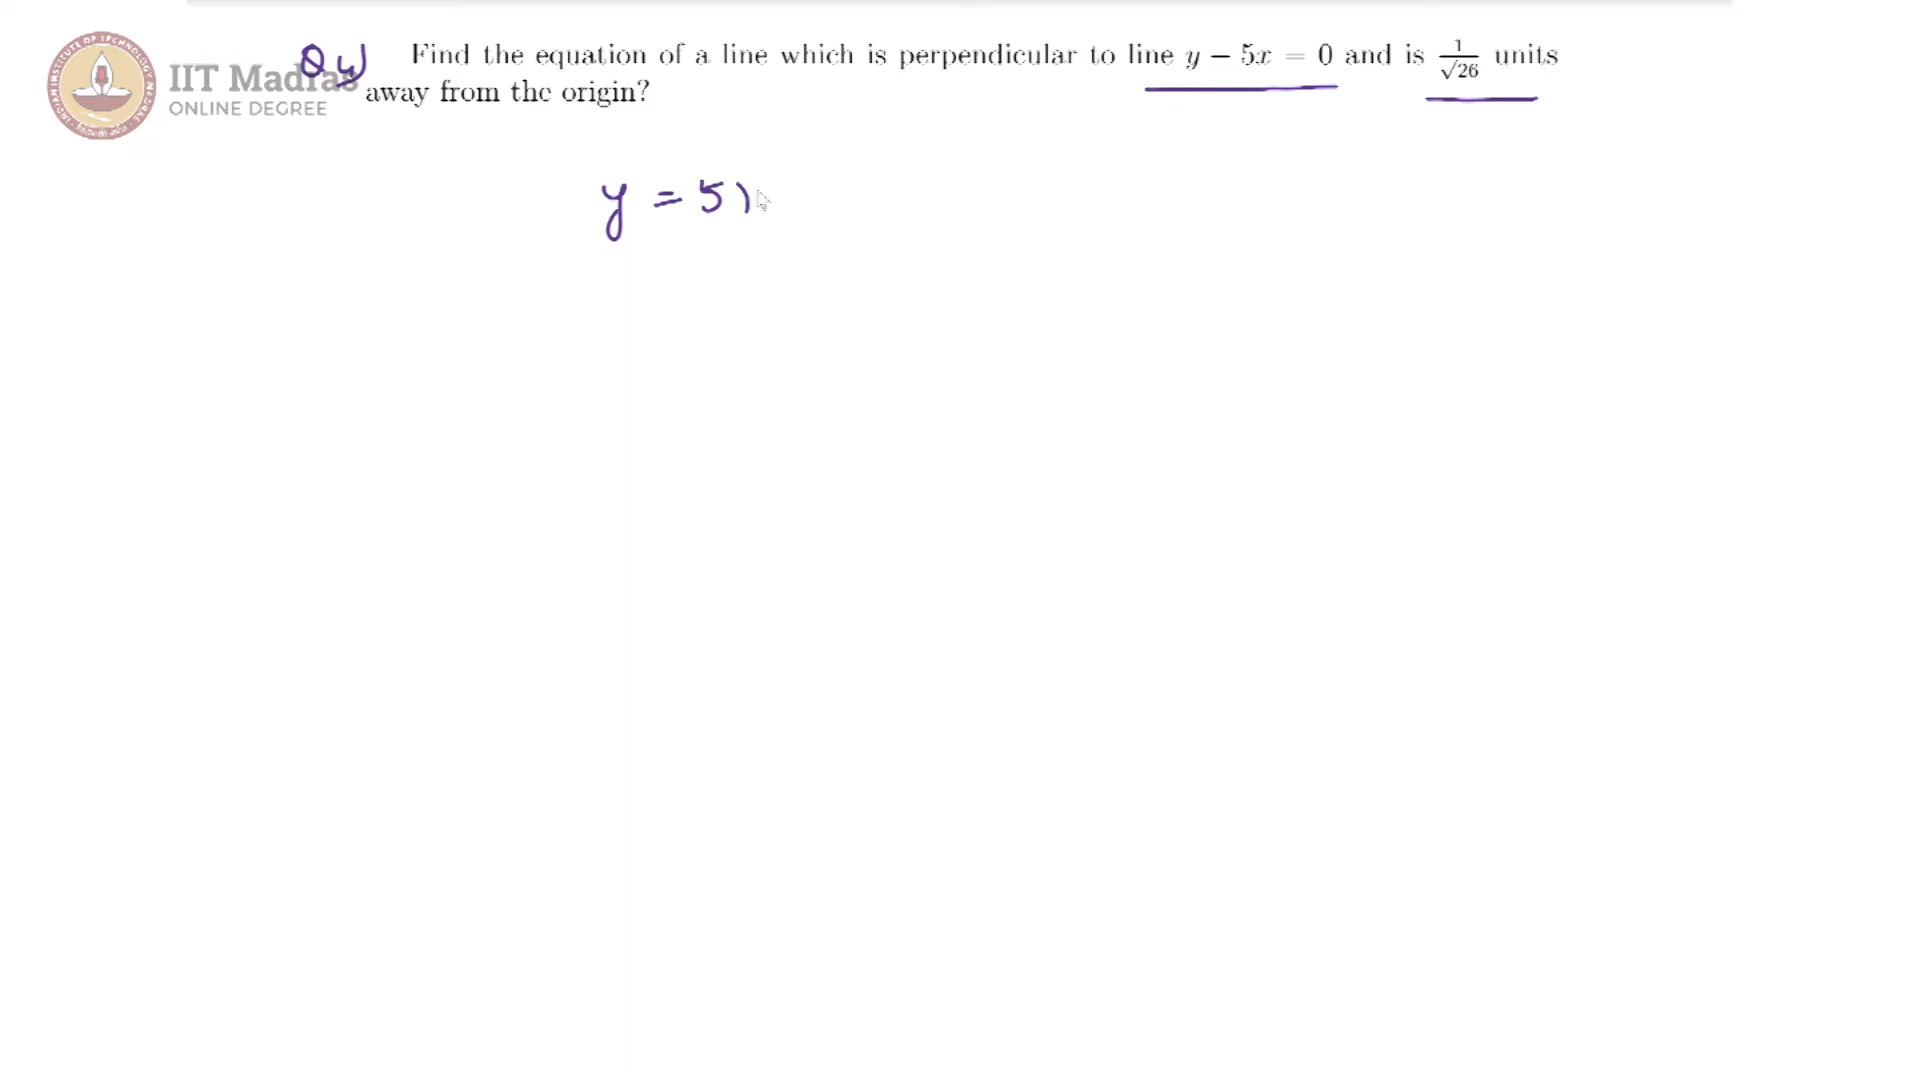 IIT Madras
ONLINE DEGREE
Q4) Find the equation of a line which is perpendicular to line y − 5x = 0 and is 1/√26 units
away from the origin?
y = 5)